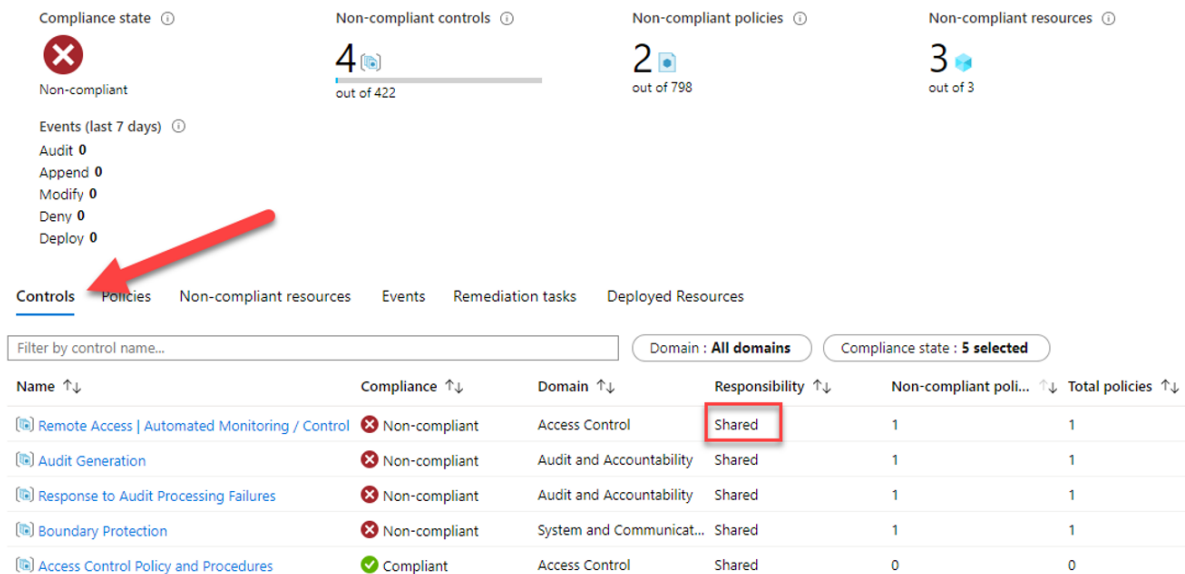 Compliance state
Non-compliant controls
Non-compliant policies
Non-compliant resources
Non-compliant
4
out of 422
2
out of 798
3
out of 3
Events (last 7 days)
Audit 0
Append 0
Modify 0
Deny 0
Deploy 0
Controls Policies Non-compliant resources Events Remediation tasks Deployed Resources
Filter by control name... Domain : All domains Compliance state : 5 selected
Name ↑↓ Compliance ↑↓ Domain ↑↓ Responsibility ↑↓ Non-compliant poli... ↑↓ Total policies ↑↓
Remote Access | Automated Monitoring / Control Non-compliant Access Control Shared 1 1
Audit Generation Non-compliant Audit and Accountability Shared 1 1
Response to Audit Processing Failures Non-compliant Audit and Accountability Shared 1 1
Boundary Protection Non-compliant System and Communicat... Shared 1 1
Access Control Policy and Procedures Compliant Access Control Shared 0 0